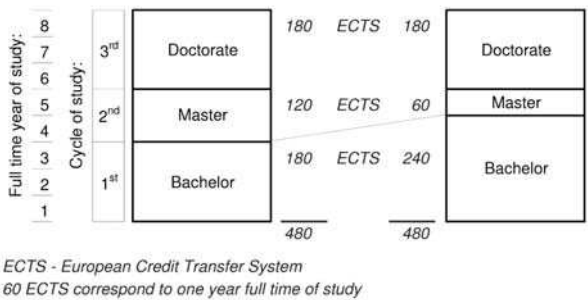 Full time year of study:
8
7
6
5
4
3
2
1
Cycle of study:
3rd
2nd
1st
Doctorate
Master
Bachelor
180 ECTS 180
120 ECTS 60
180 ECTS 240
480 480
Doctorate
Master
Bachelor
ECTS - European Credit Transfer System
60 ECTS correspond to one year full time of study